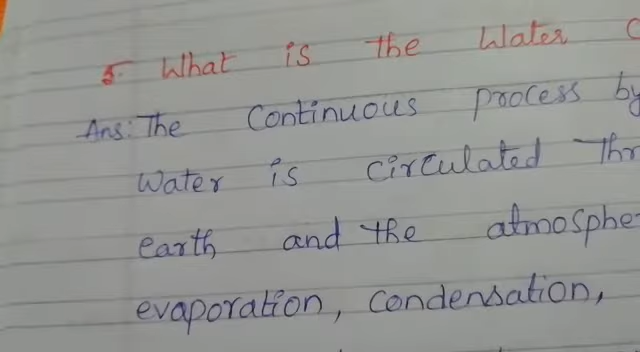 5. What is the Water C
Ans: The Continuous process by
Water is circulated Thr
earth and the atmosphe
evaporation, Condensation,